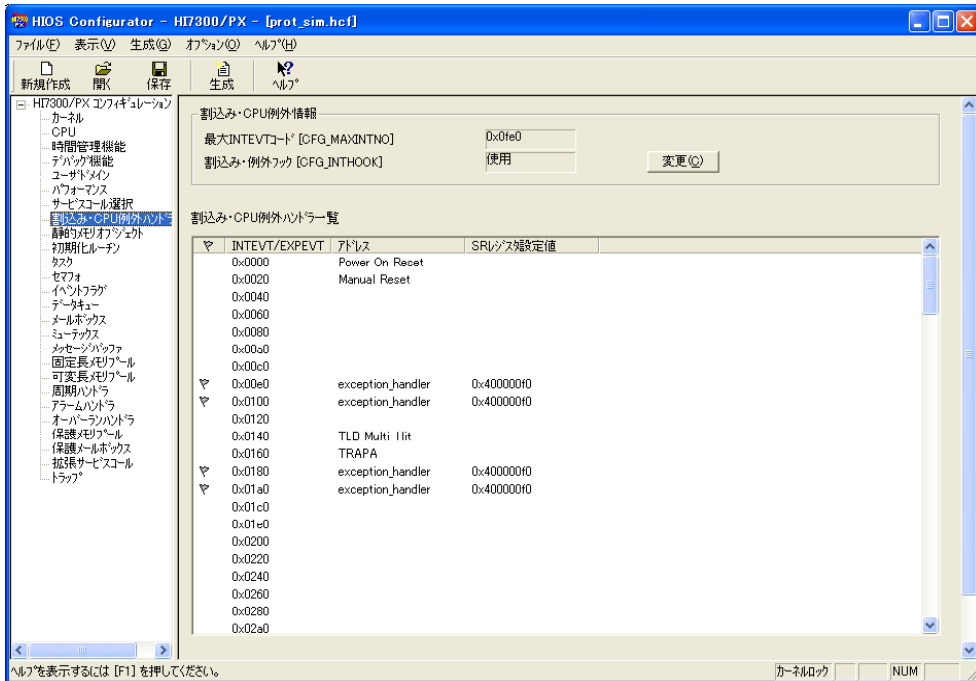 HIOS Configurator - HI7300/PX - [prot_sim.hcf]
ファイル(F) 表示(V) 生成(G) オプション(O) ヘルプ(H)
新規作成 開く 保存 生成 ヘルプ
HI7300/PX コンフィギュレーション
カーネル
CPU
時間管理機能
デバッグ機能
ユーザドメイン
パフォーマンス
サービスコール選択
割込み・CPU例外ハンドラ
静的メモリオブジェクト
初期化ルーチン
タスク
セマフォ
イベントフラグ
データキュー
メールボックス
ミューテックス
メッセージバッファ
固定長メモリプール
可変長メモリプール
周期ハンドラ
アラームハンドラ
オーバーランハンドラ
保護メモリプール
保護メールボックス
拡張サービスコール
トラップ
割込み・CPU例外情報
最大INTEVTコード [CFG_MAXINTNO] 0x0fe0
割込み・例外フック [CFG_INTHOOK] 使用 変更(C)
割込み・CPU例外ハンドラ一覧
INTEVT/EXPEVT アドレス SRレジスタ設定値
0x0000 Power On Reset
0x0020 Manual Reset
0x0040
0x0060
0x0080
0x00a0
0x00c0
0x00e0 exception_handler 0x400000f0
0x0100 exception_handler 0x400000f0
0x0120
0x0140 TLD Multi Hit
0x0160 TRAPA
0x0180 exception_handler 0x400000f0
0x01a0 exception_handler 0x400000f0
0x01c0
0x01e0
0x0200
0x0220
0x0240
0x0260
0x0280
0x02a0
ヘルプを表示するには [F1] を押してください。 カーネルロック NUM